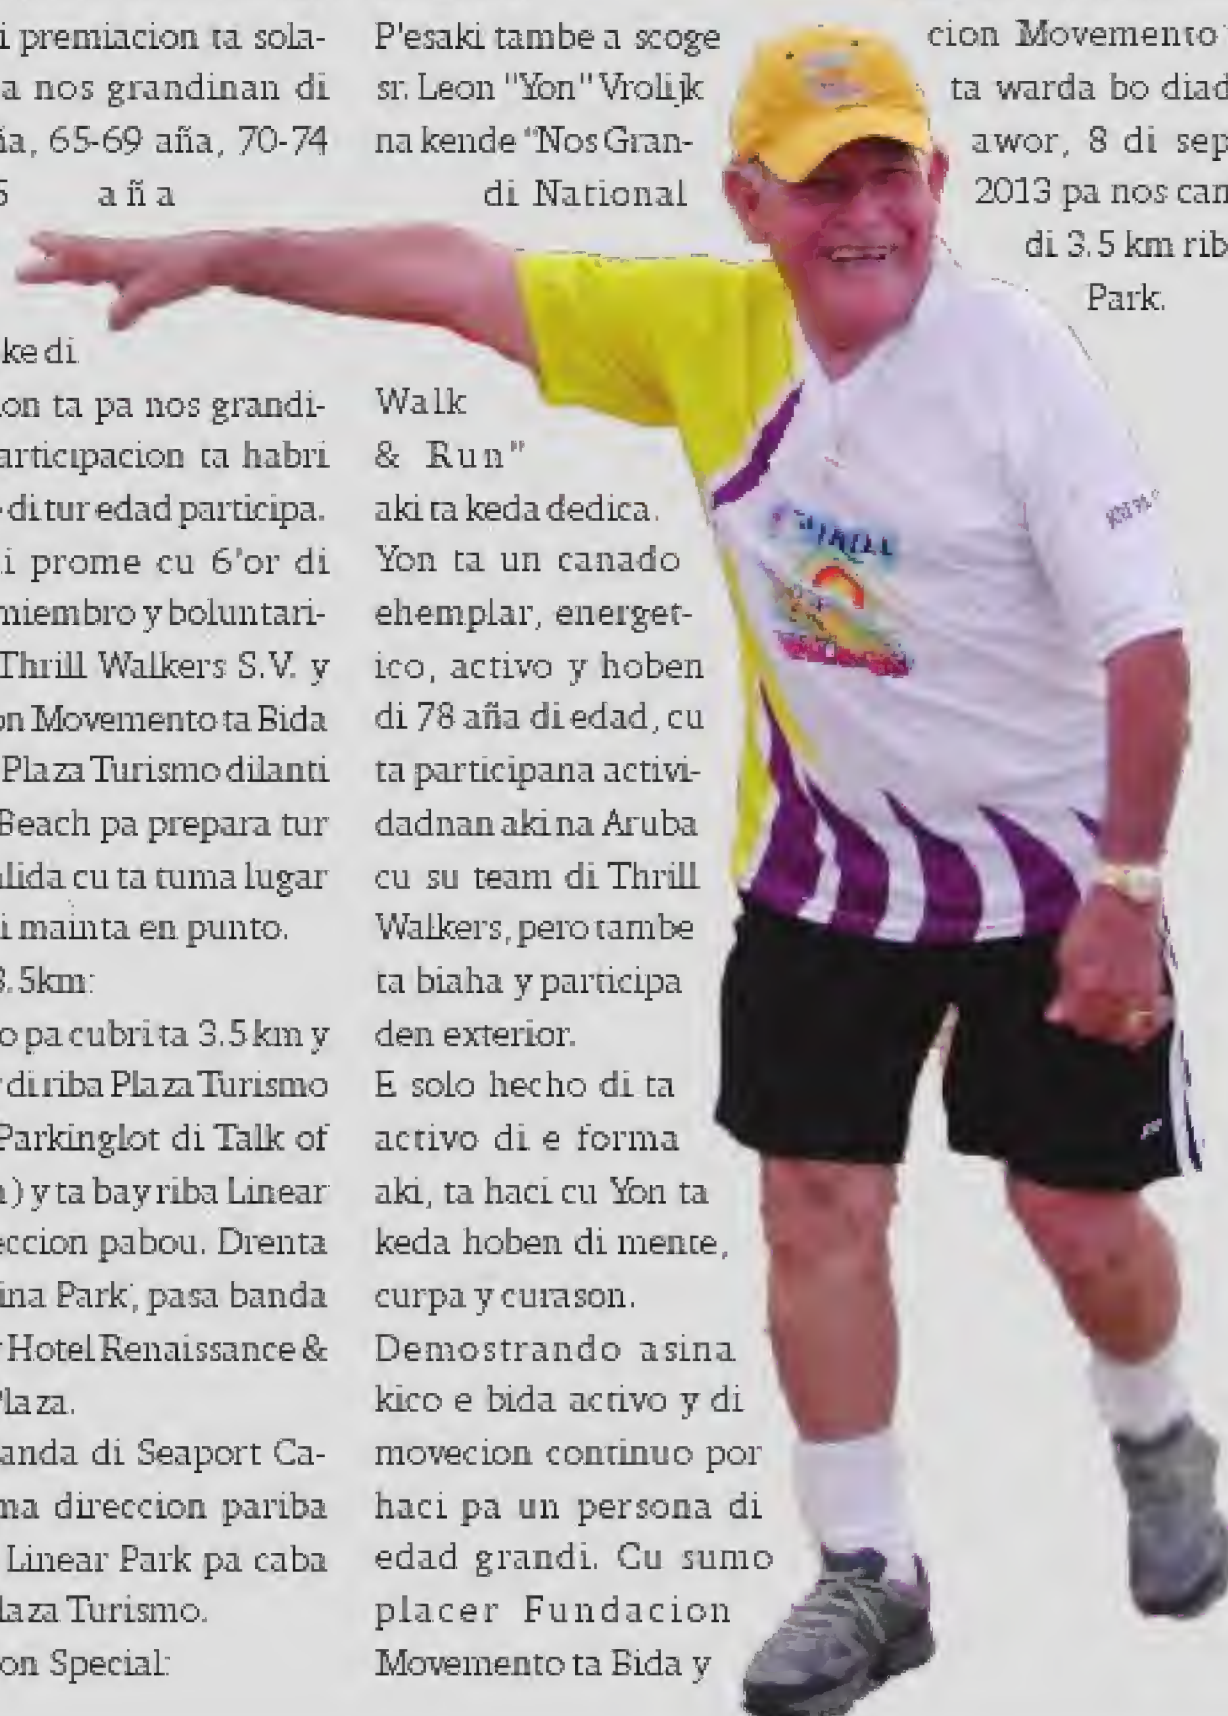 i premiacion ta sola-
a nos grandinan di
ña, 65-69 aña, 70-74
5 aña
ke di
on ta pa nos grandi-
articipacion ta habri
di tur edad participa.
i prome cu 6'or di
miembro y boluntari-
Thrill Walkers S.V. y
on Movemento ta Bida
Plaza Turismo dilanti
Beach pa prepara tur
alida cu ta tuma lugar
i mainta en punto.
3.5km:
o pa cubri ta 3.5 km y
di riba Plaza Turismo
Parkinglot di Talk of
n) y ta bay riba Linear
eccion pabou. Drenta
ina Park', pasa banda
Hotel Renaissance &
Plaza.
anda di Seaport Ca-
ma direccion pariba
Linear Park pa caba
laza Turismo.
on Special:
P'esaki tambe a scoge
sr. Leon "Yon" Vrolijk
na kende "Nos Gran-
di National
Walk
& Run"
aki ta keda dedica.
Yon ta un canado
ehemplar, energet-
ico, activo y hoben
di 78 aña di edad, cu
ta participa na activi-
dadnan aki na Aruba
cu su team di Thrill
Walkers, pero tambe
ta biaha y participa
den exterior.
E solo hecho di ta
activo di e forma
aki, ta haci cu Yon ta
keda hoben di mente,
curpa y curason.
Demostrando asina
kico e bida activo y di
movecion continuo por
haci pa un persona di
edad grandi. Cu sumo
placer Fundacion
Movemento ta Bida y
cion Movemento
ta warda bo diad
awor, 8 di sep
2013 pa nos can
di 3.5 km rib
Park.
THRILL